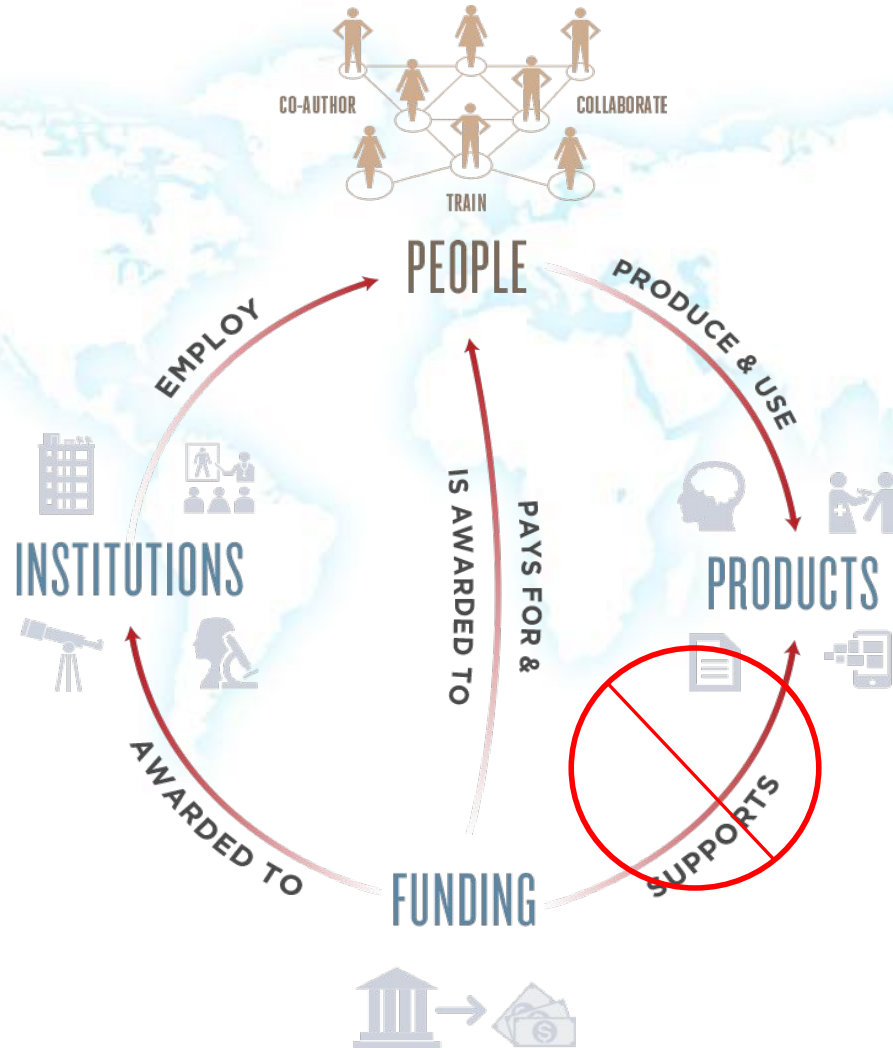 CO-AUTHOR
COLLABORATE
TRAIN
PEOPLE
EMPLOY
PRODUCE & USE
IS AWARDED TO
PAYS FOR &
INSTITUTIONS
PRODUCTS
AWARDED TO
SUPPORTS
FUNDING
$